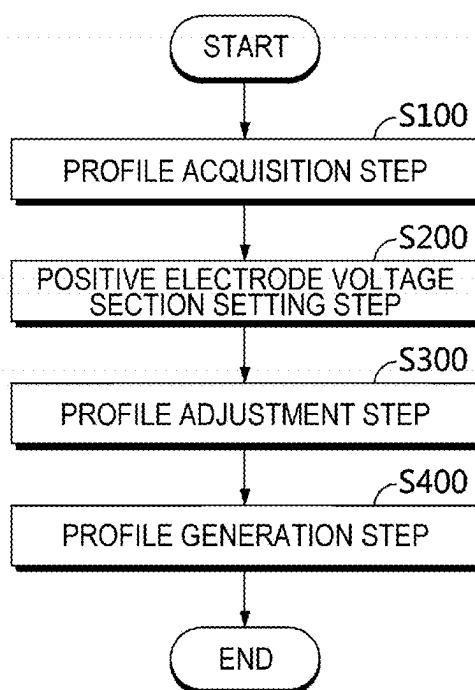 START
S100
PROFILE ACQUISITION STEP
S200
POSITIVE ELECTRODE VOLTAGE
SECTION SETTING STEP
S300
PROFILE ADJUSTMENT STEP
S400
PROFILE GENERATION STEP
END